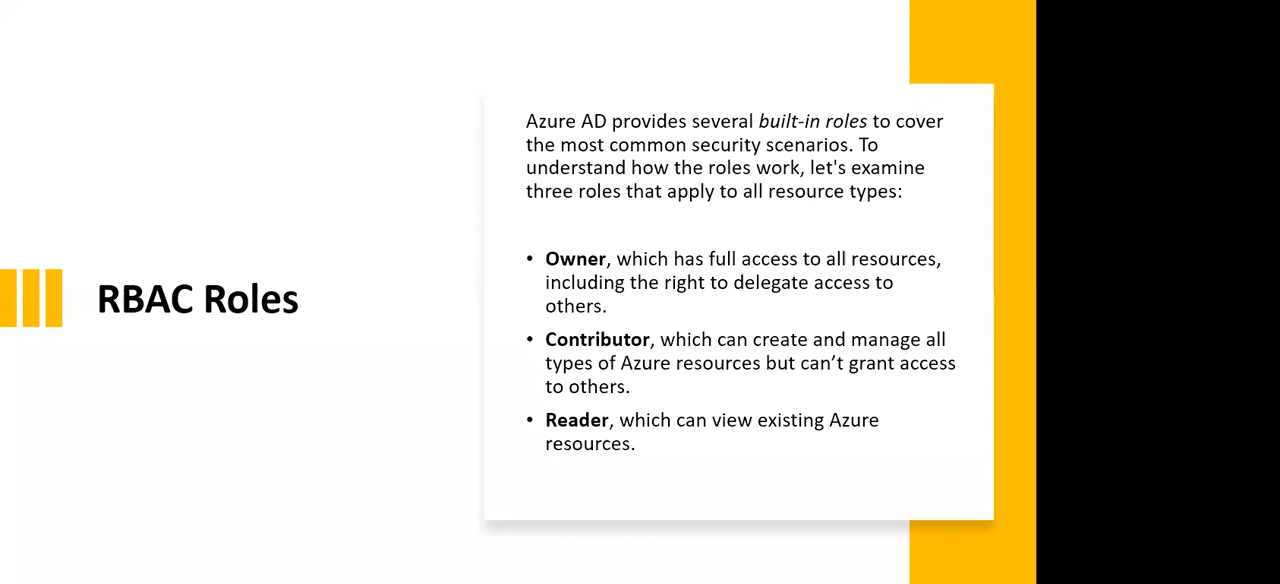 RBAC Roles
Azure AD provides several built-in roles to cover
the most common security scenarios. To
understand how the roles work, let's examine
three roles that apply to all resource types:
• Owner, which has full access to all resources,
including the right to delegate access to
others.
• Contributor, which can create and manage all
types of Azure resources but can’t grant access
to others.
• Reader, which can view existing Azure
resources.